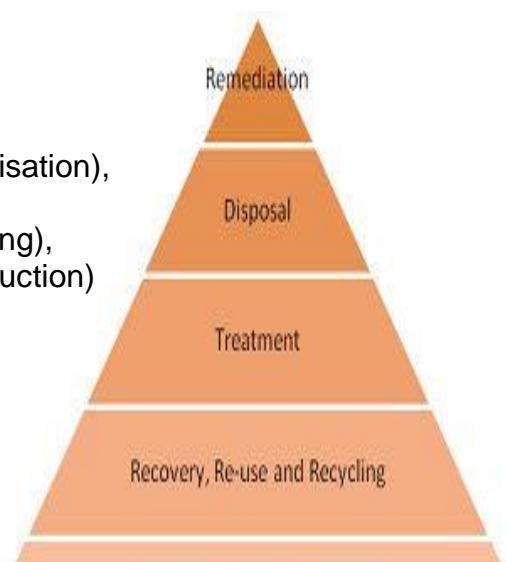 Remediation
isation),
Disposal
ng),
uction)
Treatment
Recovery, Re-use and Recycling